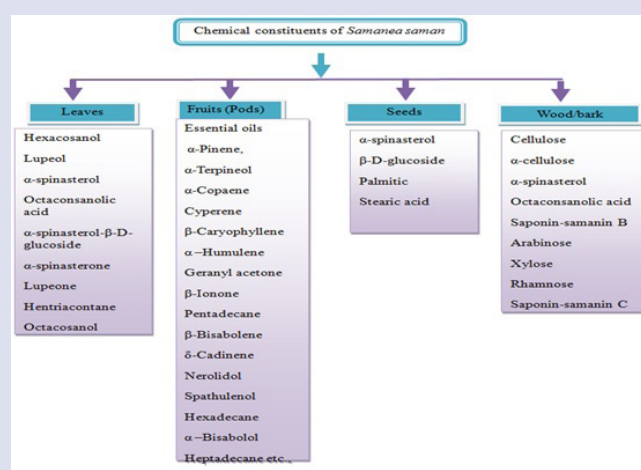 Chemical constituents of Samanea saman
Leaves
Hexacosanol
Lupeol
α-spinasterol
Octaconsanolic
acid
α-spinasterol-β-D-
glucoside
α-spinasterone
Lupeone
Hentriacontane
Octacosanol
Fruits (Pods)
Essential oils
α-Pinene,
α-Terpineol
α-Copaene
Cyperene
β-Caryophyllene
α-Humulene
Geranyl acetone
β-Ionone
Pentadecane
β-Bisabolene
δ-Cadinene
Nerolidol
Spathulenol
Hexadecane
α-Bisabolol
Heptadecane etc.,
Seeds
α-spinasterol
β-D-glucoside
Palmitic
Stearic acid
Wood/bark
Cellulose
α-cellulose
α-spinasterol
Octaconsanolic acid
Saponin-samanin B
Arabinose
Xylose
Rhamnose
Saponin-samanin C